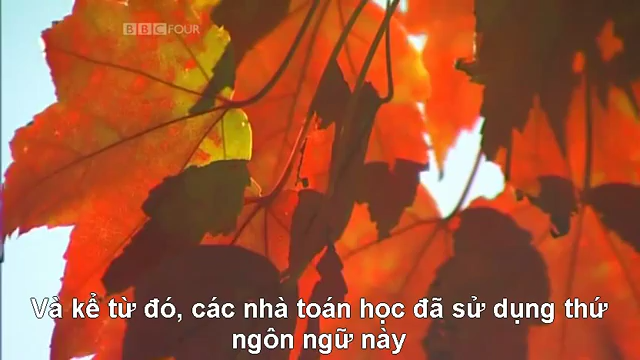 BBC FOUR
Và kể từ đó, các nhà toán học đã sử dụng thứ
ngôn ngữ này